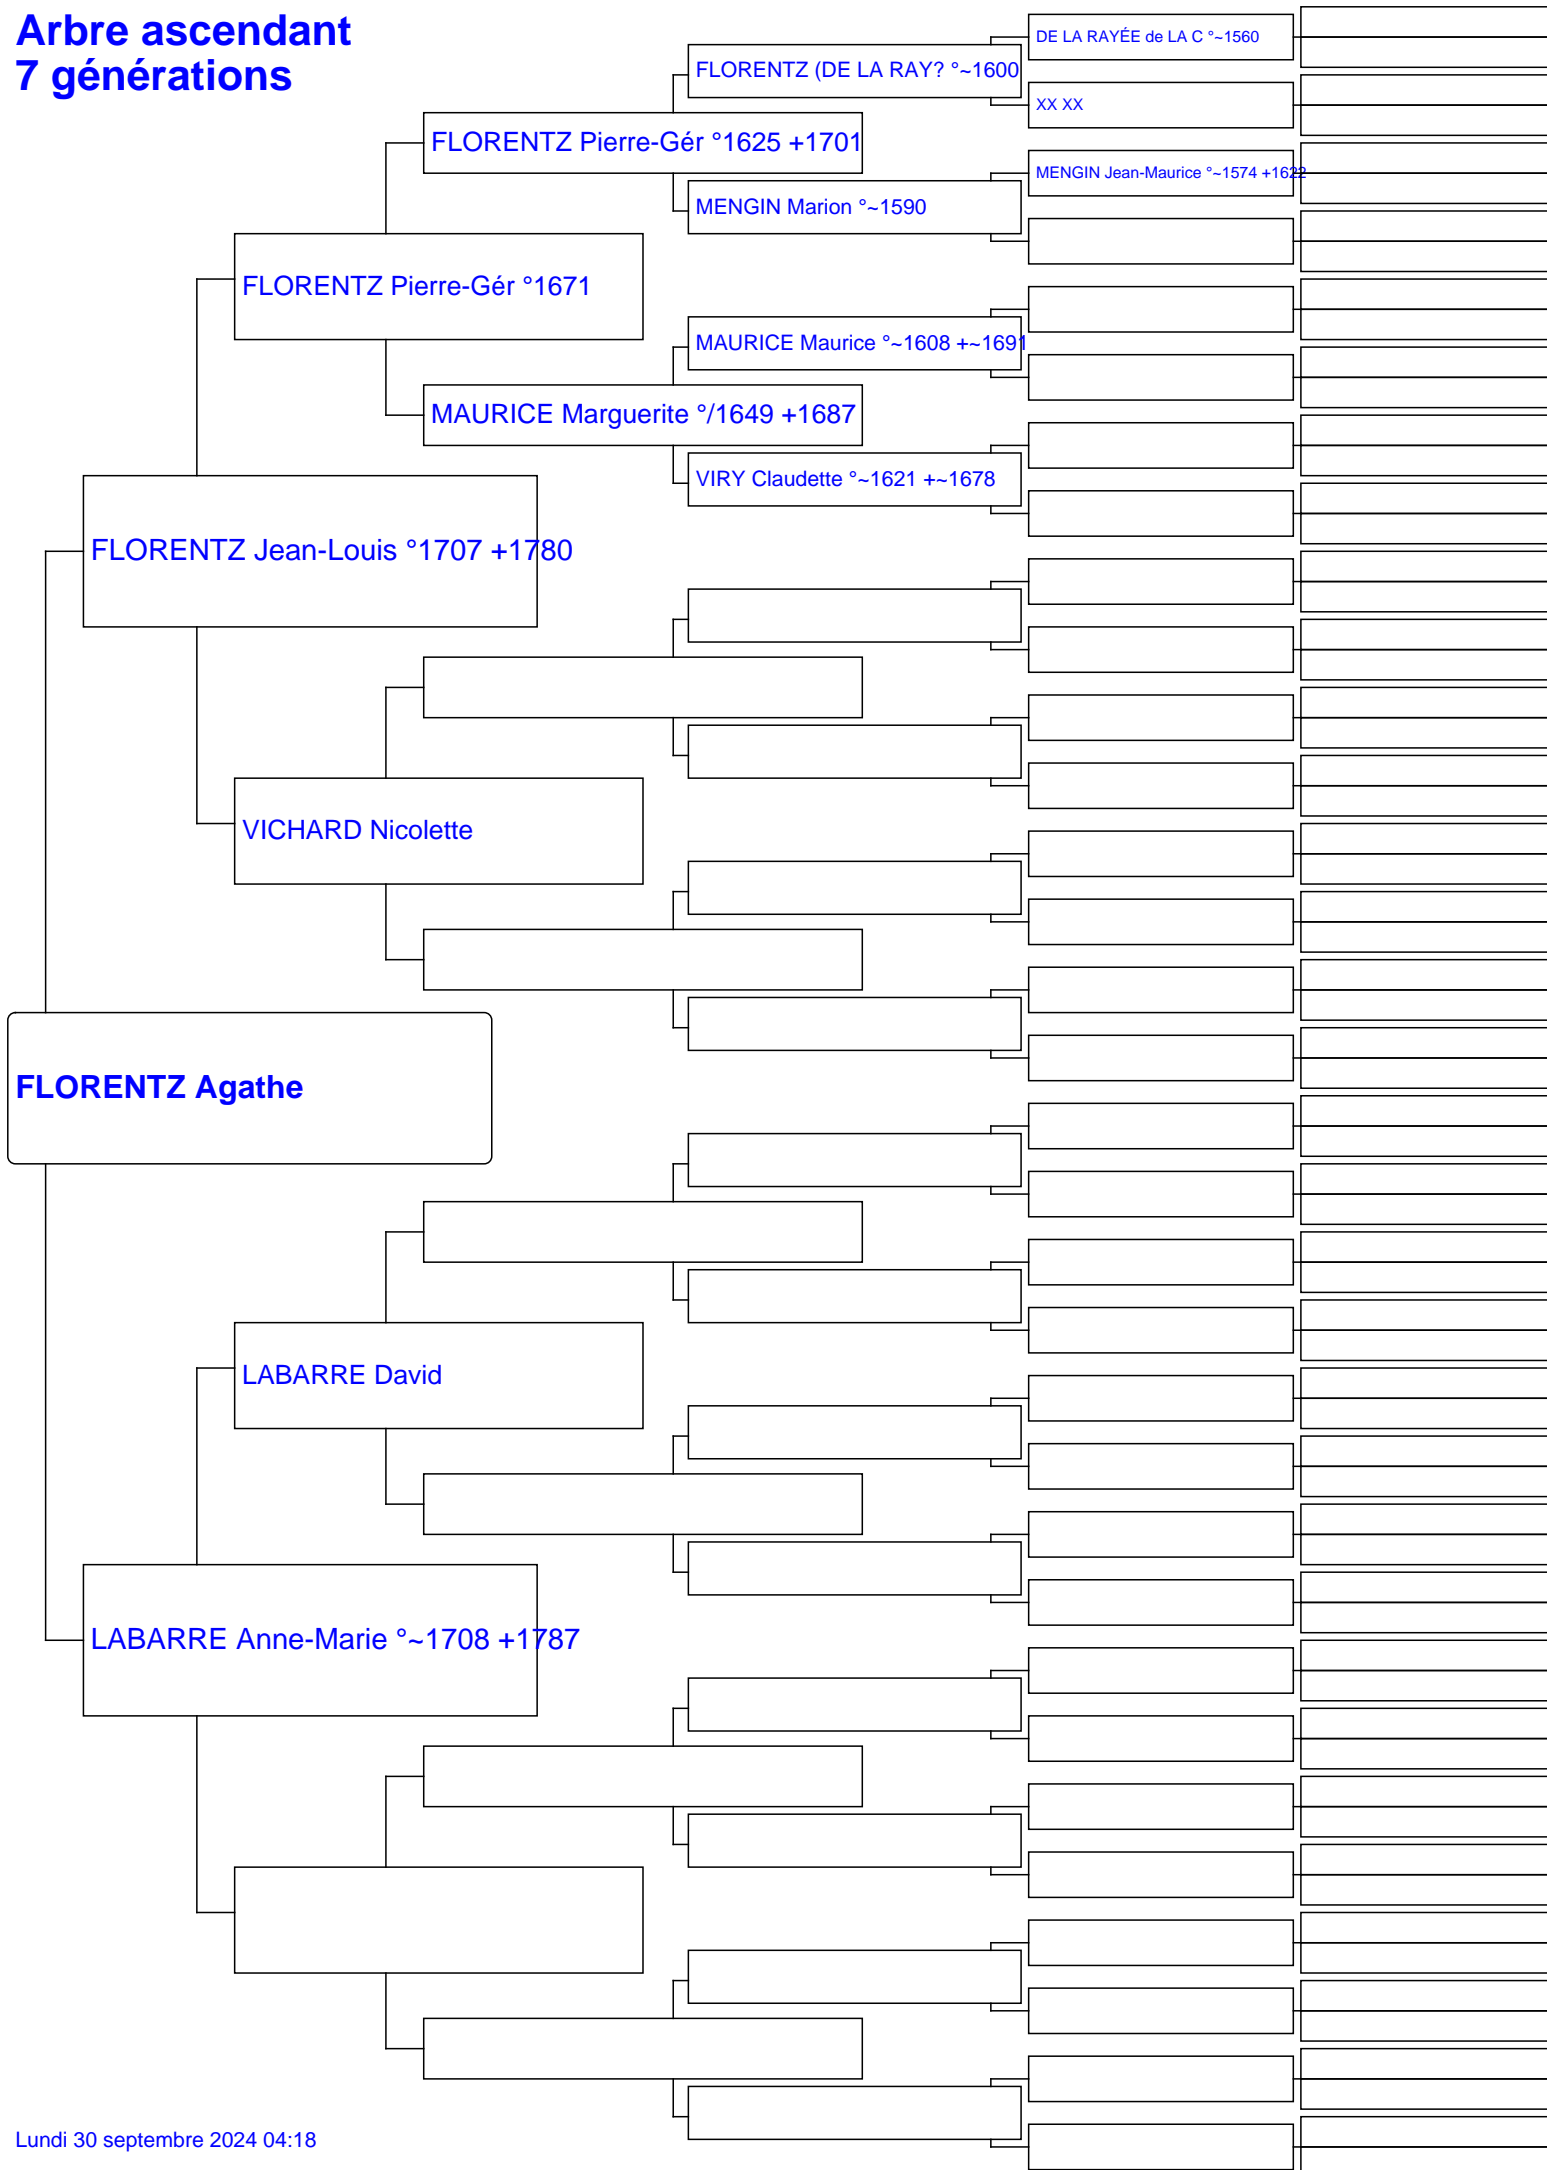 Arbre ascendant
7 générations
DE LA RAYÉE de LA C °~1560
FLORENTZ (DE LA RAY? °~1600
XX XX
FLORENTZ Pierre-Gér °1625 +1701
MENGIN Jean-Maurice °~1574 +1622
MENGIN Marion °~1590
FLORENTZ Pierre-Gér °1671
MAURICE Maurice °~1608 +~1691
MAURICE Marguerite °/1649 +1687
VIRY Claudette °~1621 +~1678
FLORENTZ Jean-Louis °1707 +1780
VICHARD Nicolette
FLORENTZ Agathe
LABARRE David
LABARRE Anne-Marie °~1708 +1787
Lundi 30 septembre 2024 04:18